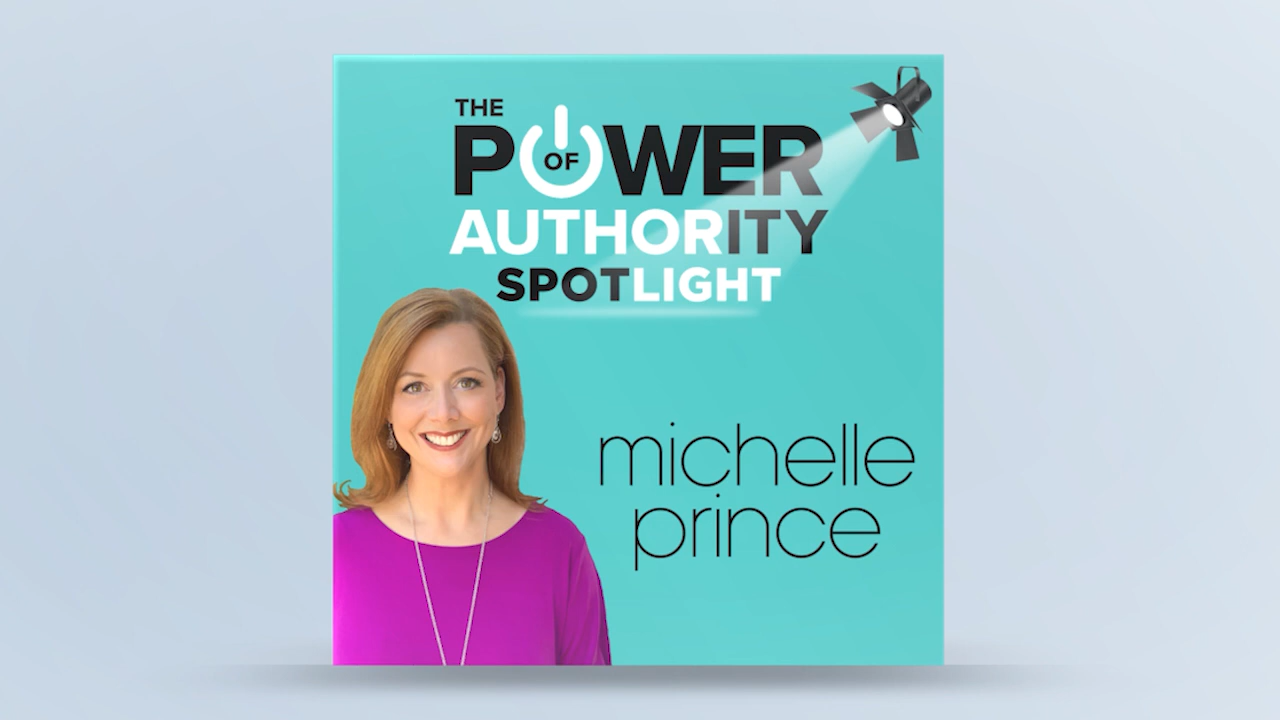 THE
POWER
OF
AUTHORITY
SPOTLIGHT
michelle
prince